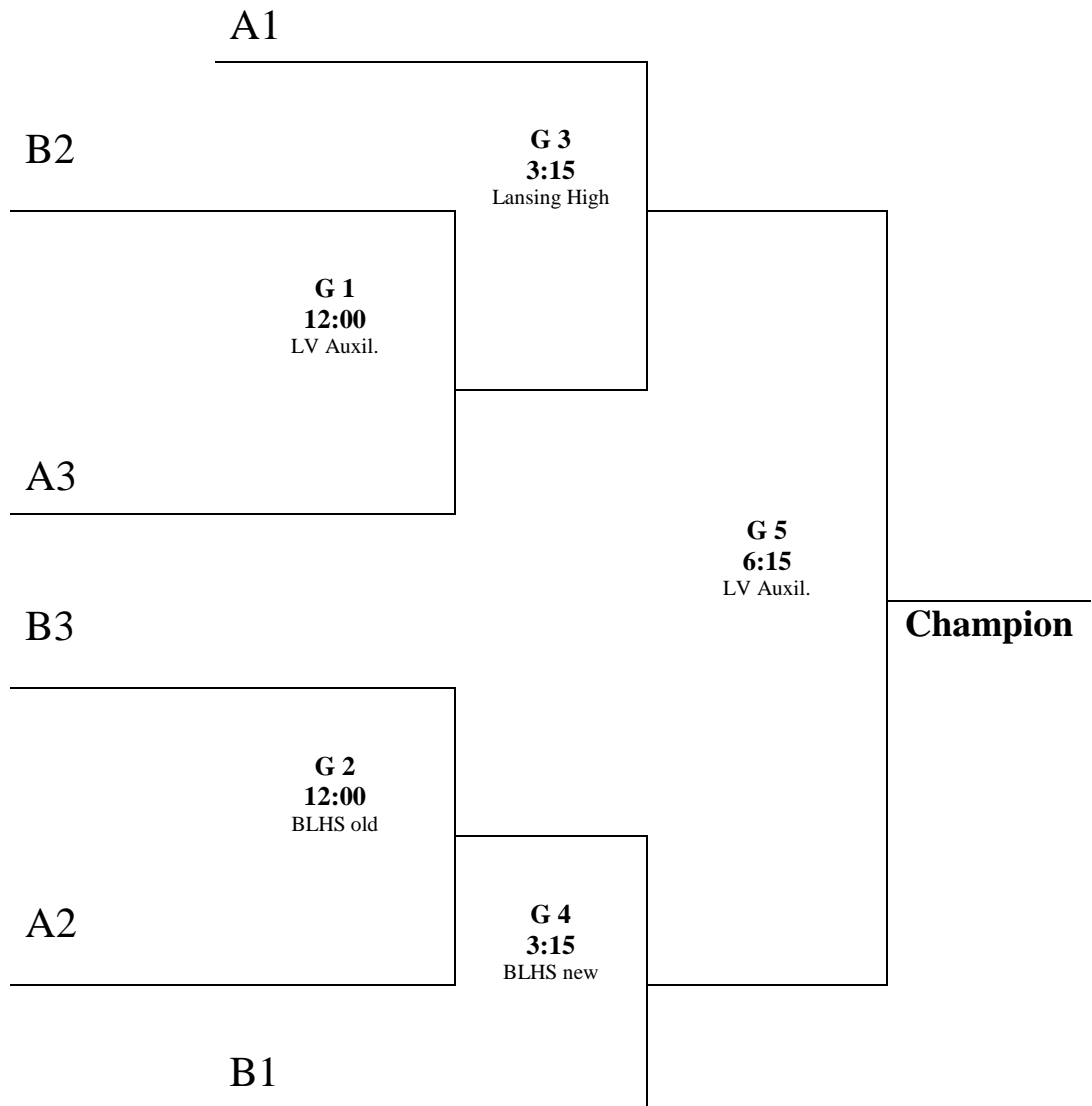 A1
B2
G 3
3:15
Lansing High
G 1
12:00
LV Auxil.
A3
G 5
6:15
LV Auxil.
B3
Champion
G 2
12:00
BLHS old
A2
G 4
3:15
BLHS new
B1